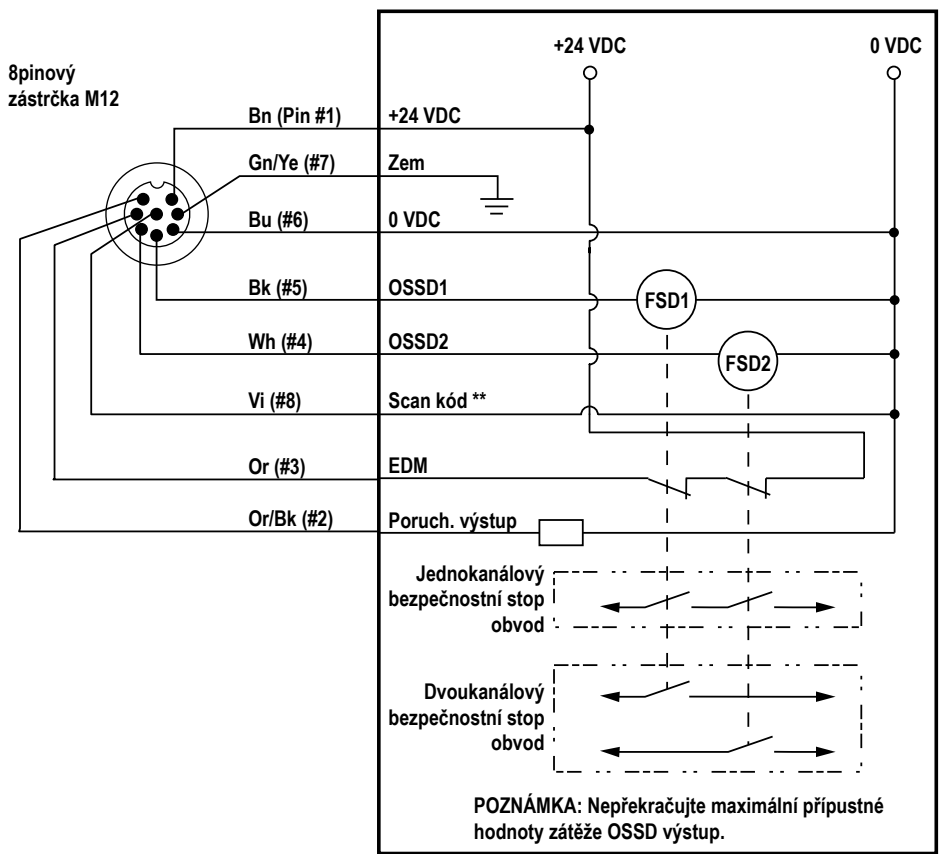 +24 VDC
0 VDC
8pinový
zástrčka M12
Bn (Pin #1)
+24 VDC
Gn/Ye (#7)
Zem
Bu (#6)
0 VDC
Bk (#5)
OSSD1
FSD1
Wh (#4)
OSSD2
FSD2
Vi (#8)
Scan kód **
Or (#3)
EDM
Or/Bk (#2)
Poruch. výstup
Jednokanálový
bezpečnostní stop
obvod
Dvoukanálový
bezpečnostní stop
obvod
POZNÁMKA: Nepřekračujte maximální přípustné
hodnoty zátěže OSSD výstup.